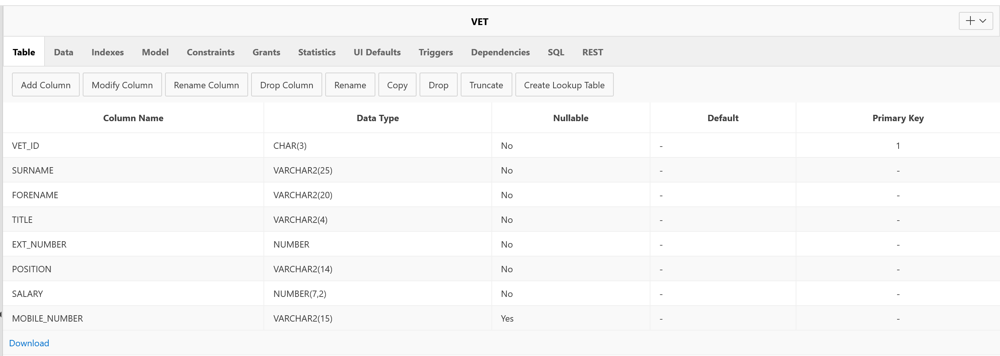 VET
Table Data Indexes Model Constraints Grants Statistics UI Defaults Triggers Dependencies SQL REST
Add Column Modify Column Rename Column Drop Column Rename Copy Drop Truncate Create Lookup Table
Column Name Data Type Nullable Default Primary Key
VET_ID CHAR(3) No - 1
SURNAME VARCHAR2(25) No - -
FORENAME VARCHAR2(20) No - -
TITLE VARCHAR2(4) No - -
EXT_NUMBER NUMBER No - -
POSITION VARCHAR2(14) No - -
SALARY NUMBER(7,2) No - -
MOBILE_NUMBER VARCHAR2(15) Yes - -
Download